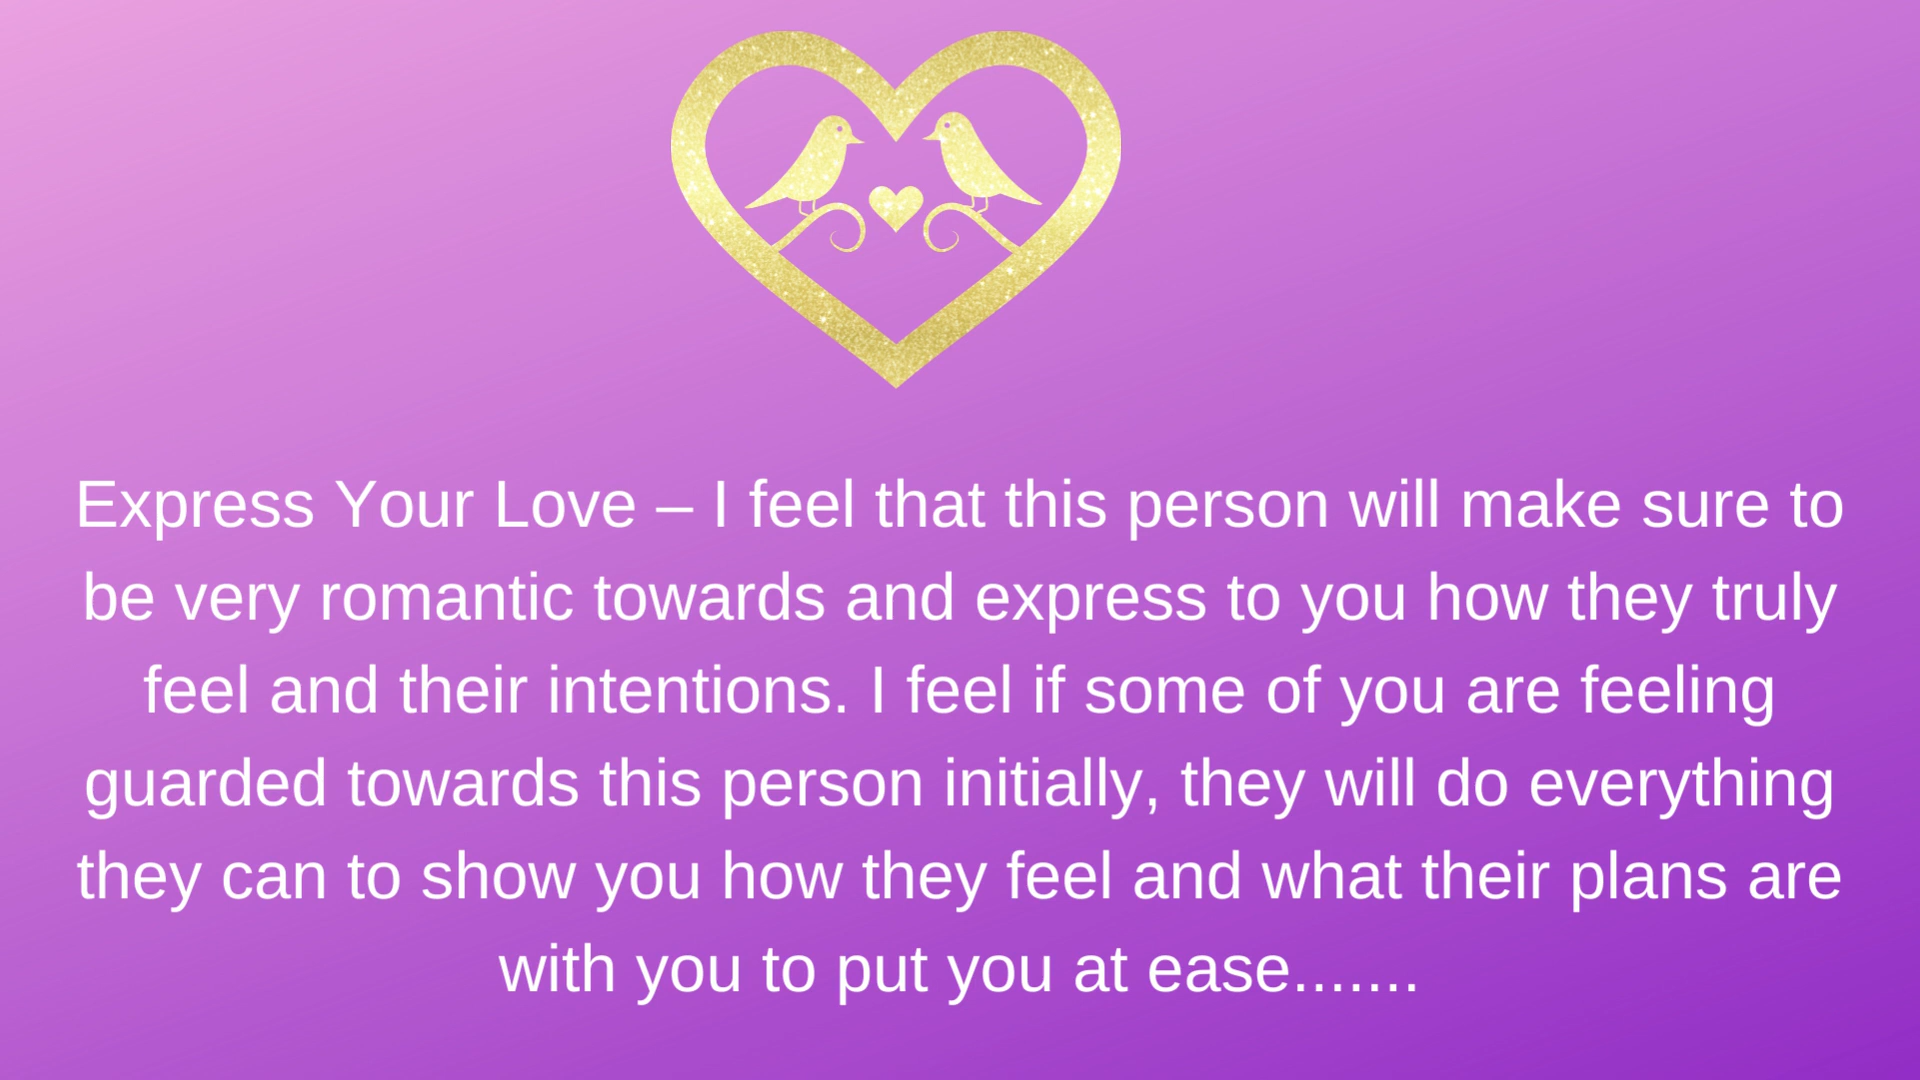 Express Your Love – I feel that this person will make sure to
be very romantic towards and express to you how they truly
feel and their intentions. I feel if some of you are feeling
guarded towards this person initially, they will do everything
they can to show you how they feel and what their plans are
with you to put you at ease.......